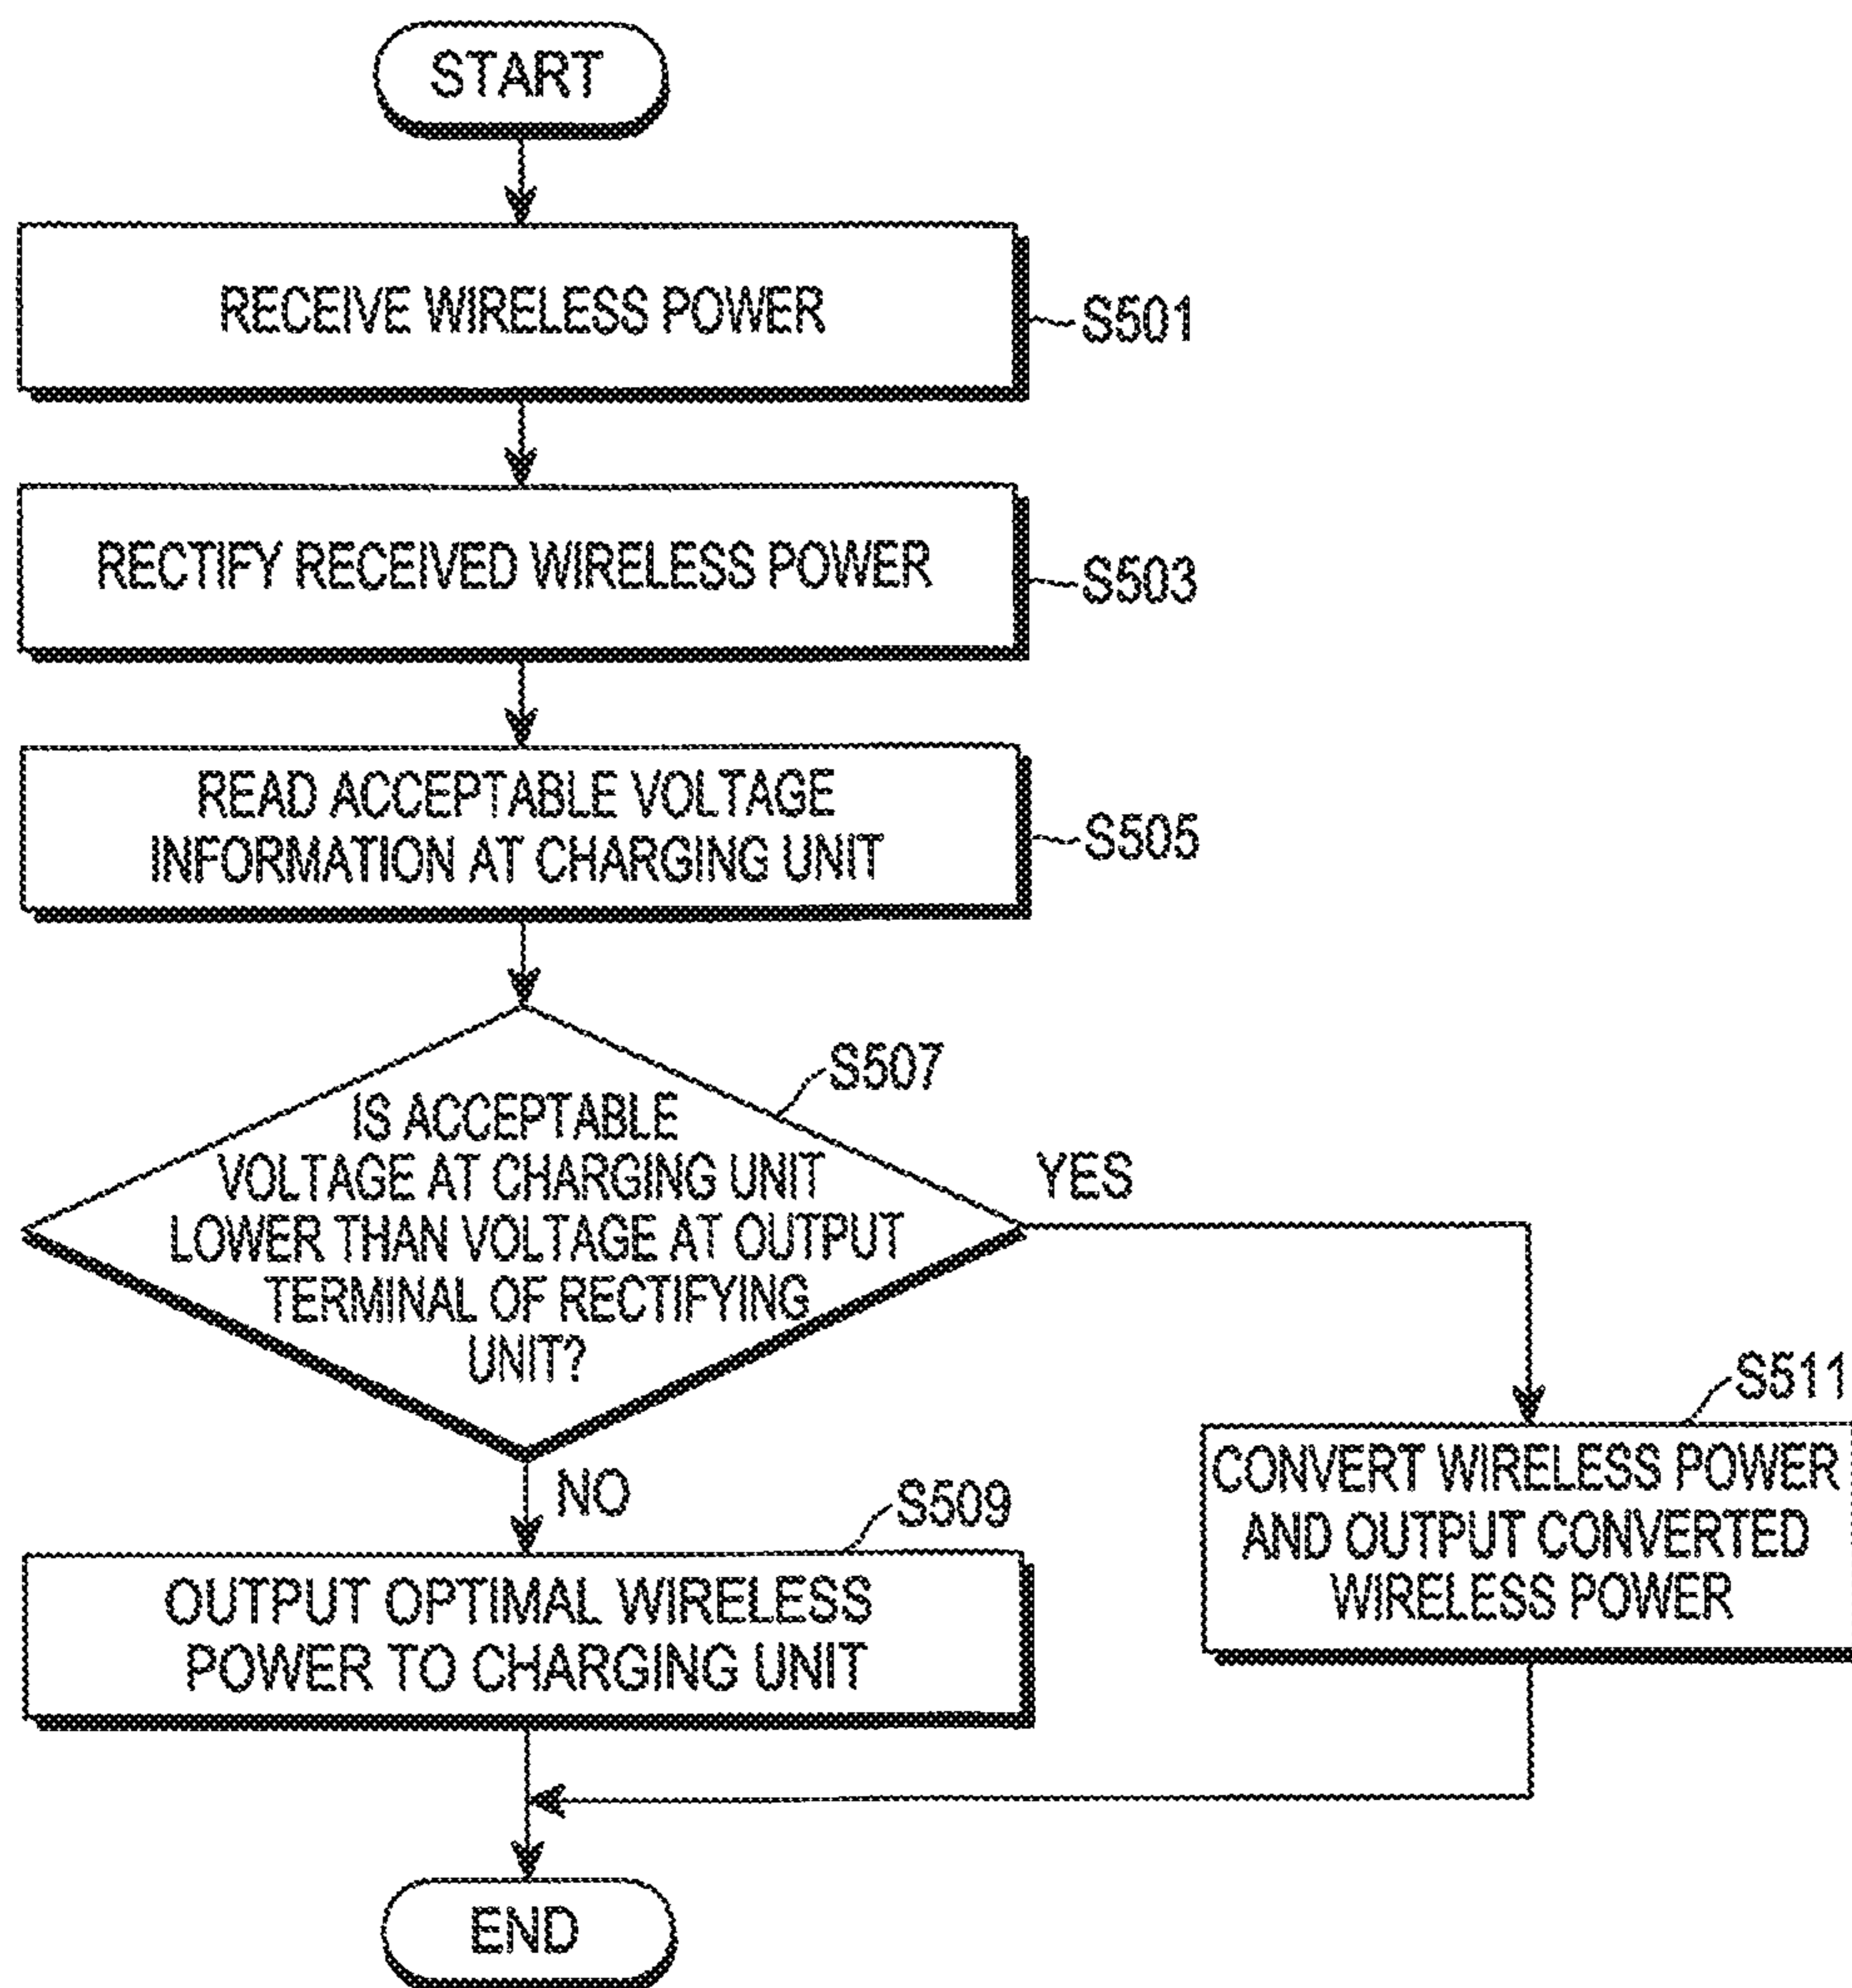 START
RECEIVE WIRELESS POWER
S501
RECTIFY RECEIVED WIRELESS POWER
S503
READ ACCEPTABLE VOLTAGE
INFORMATION AT CHARGING UNIT
S505
S507
IS ACCEPTABLE
VOLTAGE AT CHARGING UNIT
LOWER THAN VOLTAGE AT OUTPUT
TERMINAL OF RECTIFYING
UNIT?
YES
NO
S509
OUTPUT OPTIMAL WIRELESS
POWER TO CHARGING UNIT
S511
CONVERT WIRELESS POWER
AND OUTPUT CONVERTED
WIRELESS POWER
END